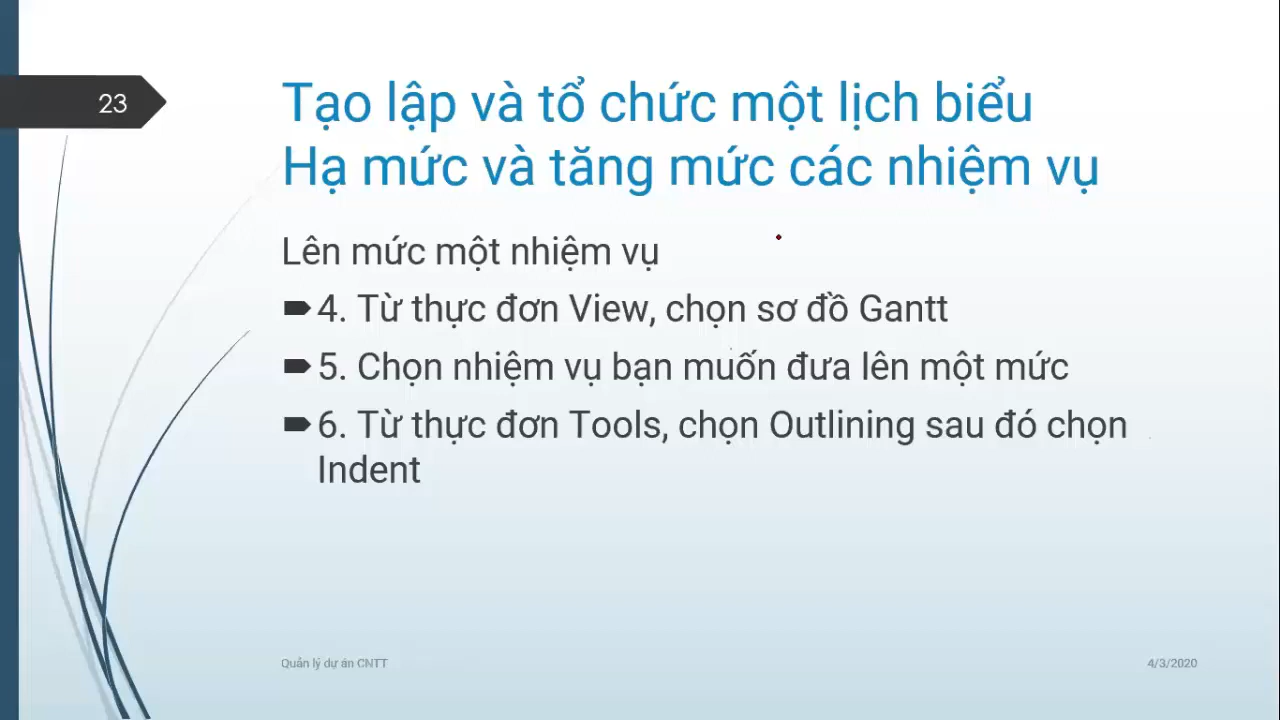 23
Tạo lập và tổ chức một lịch biểu
Hạ mức và tăng mức các nhiệm vụ
Lên mức một nhiệm vụ
4. Từ thực đơn View, chọn sơ đồ Gantt
5. Chọn nhiệm vụ bạn muốn đưa lên một mức
6. Từ thực đơn Tools, chọn Outlining sau đó chọn
Indent
Quản lý dự án CNTT
4/3/2020